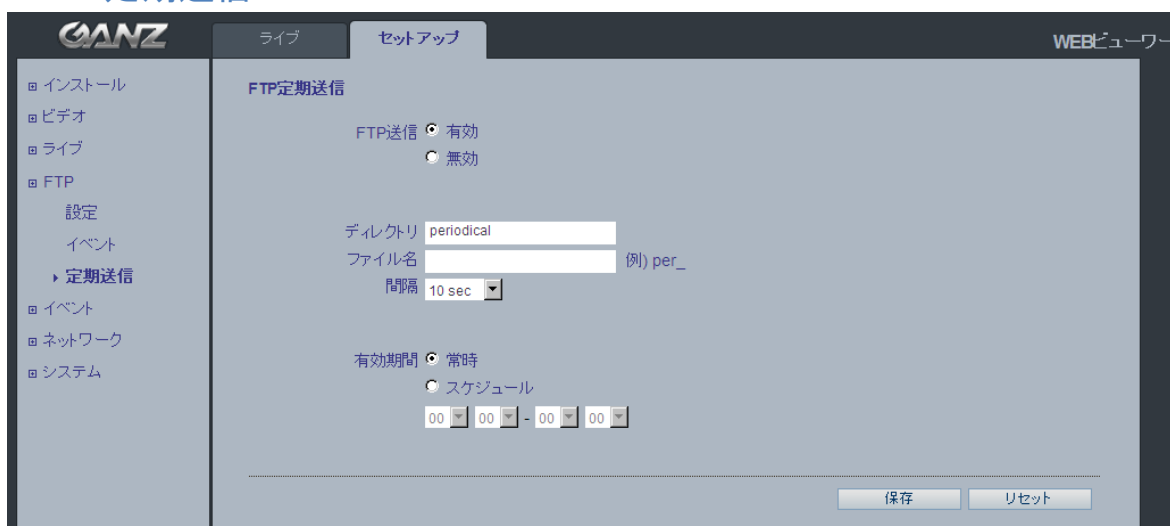 GANZ
ライブ
セットアップ
WEBビューワー
インストール
ビデオ
ライブ
FTP
設定
イベント
定期送信
イベント
ネットワーク
システム
FTP定期送信
FTP送信 有効
無効
ディレクトリ periodical
ファイル名 例) per_
間隔 10 sec
有効期間 常時
スケジュール
00 00 - 00 00
保存 リセット